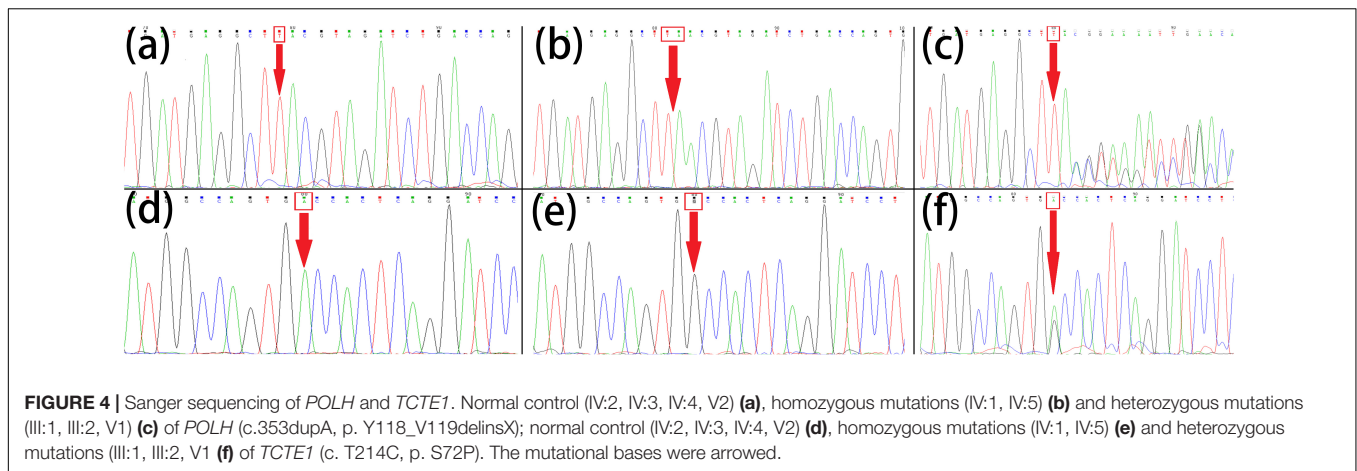 (a) (b) (c)
(d) (e) (f)
FIGURE 4 | Sanger sequencing of POLH and TCTE1. Normal control (IV:2, IV:3, IV:4, V2) (a), homozygous mutations (IV:1, IV:5) (b) and heterozygous mutations
(III:1, III:2, V1) (c) of POLH (c.353dupA, p. Y118_V119delinsX); normal control (IV:2, IV:3, IV:4, V2) (d), homozygous mutations (IV:1, IV:5) (e) and heterozygous
mutations (III:1, III:2, V1 (f) of TCTE1 (c. T214C, p. S72P). The mutational bases were arrowed.